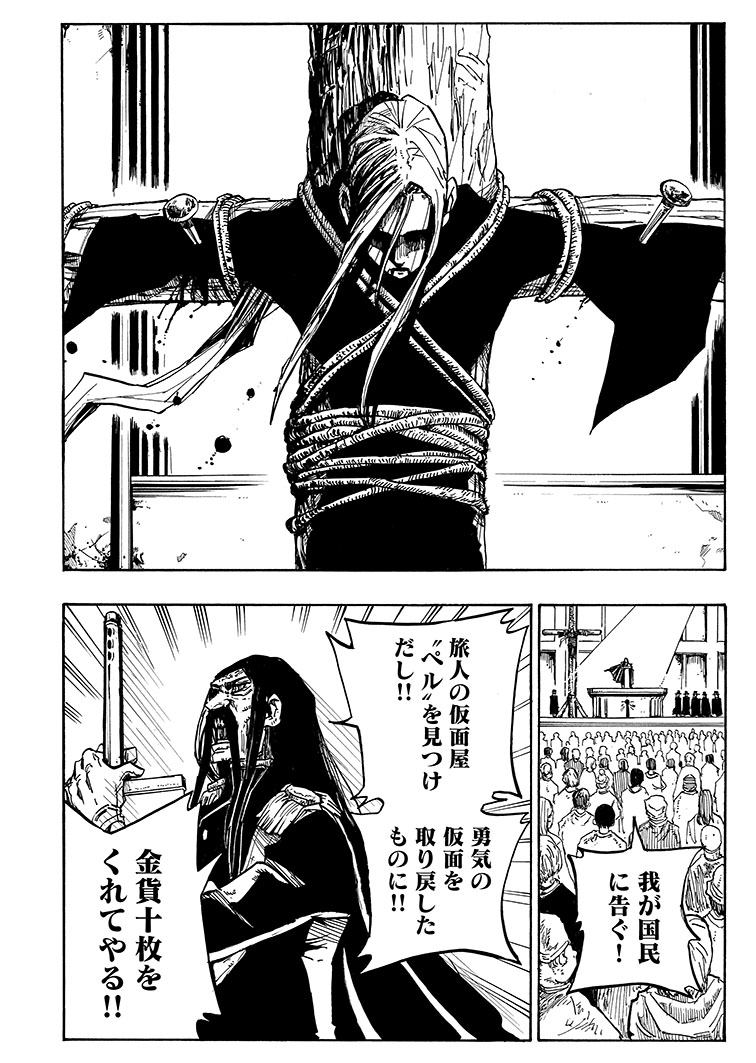 我が国民
に告ぐ!
旅人の仮面屋
〝ペル〟を見つけ
だし!!
勇気の
仮面を
取り戻した
ものに!!
金貨十枚を
くれてやる!!